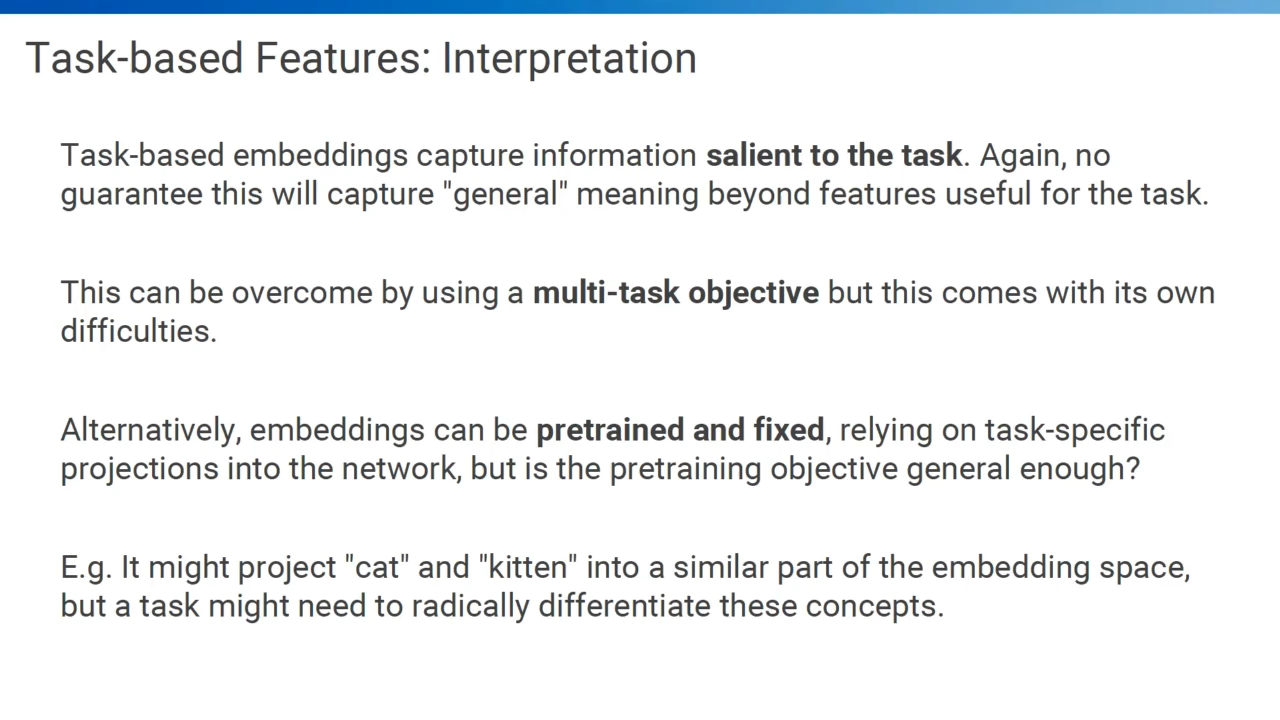 Task-based Features: Interpretation
Task-based embeddings capture information salient to the task. Again, no
guarantee this will capture "general" meaning beyond features useful for the task.
This can be overcome by using a multi-task objective but this comes with its own
difficulties.
Alternatively, embeddings can be pretrained and fixed, relying on task-specific
projections into the network, but is the pretraining objective general enough?
E.g. It might project "cat" and "kitten" into a similar part of the embedding space,
but a task might need to radically differentiate these concepts.